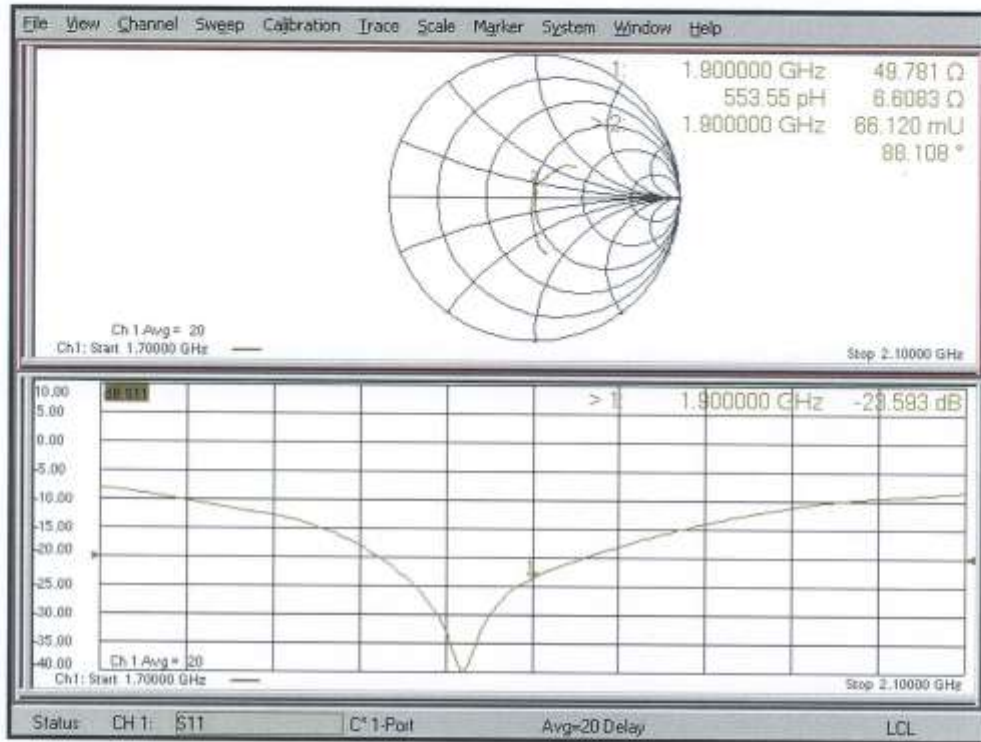 File View Channel Sweep Calibration Trace Scale Marker System Window Help
1: 1.900000 GHz 49.781 Ω
553.55 pH 6.6083 Ω
> 2: 1.900000 GHz 66.120 mU
88.108 °
Ch 1 Avg = 20
Ch1: Start 1.70000 GHz
Stop 2.10000 GHz
10.00
dB S11
> 1: 1.900000 GHz -23.593 dB
5.00
0.00
-5.00
-10.00
-15.00
-20.00
-25.00
-30.00
-35.00
-40.00
1
Ch 1 Avg = 20
Ch1: Start 1.70000 GHz
Stop 2.10000 GHz
Status CH 1: S11 C* 1-Port Avg=20 Delay LCL